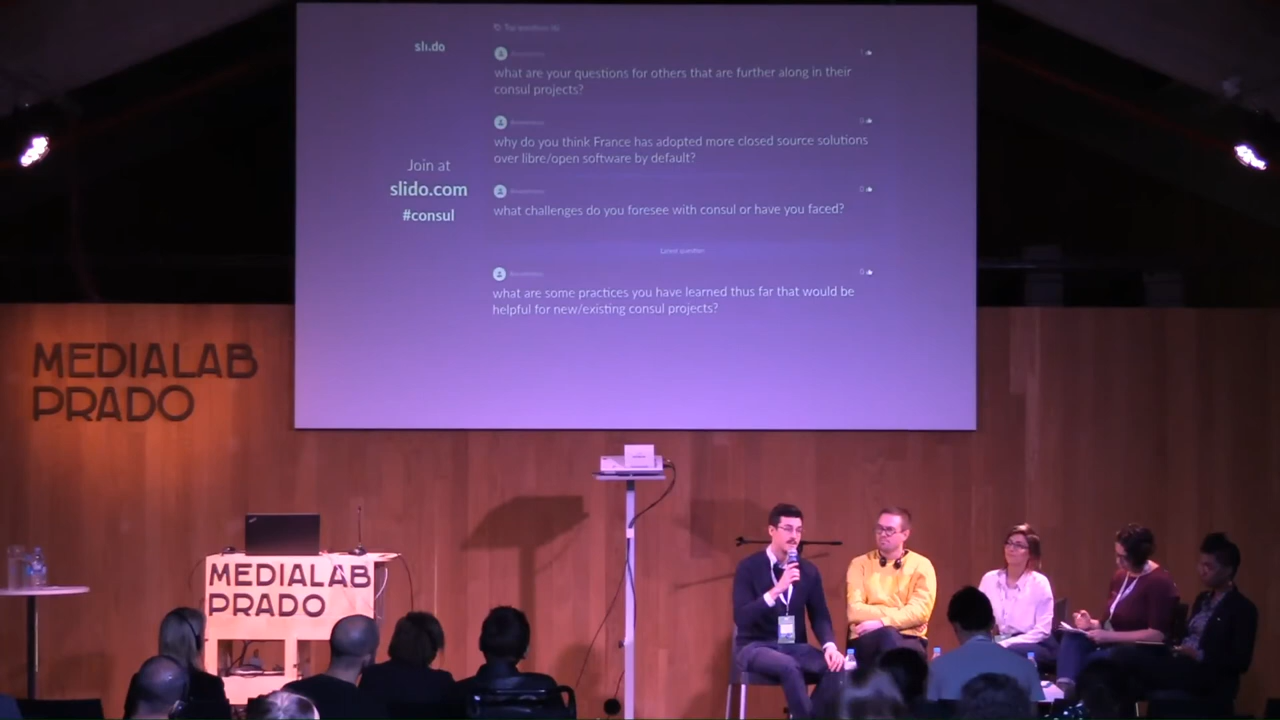 sli.do
Join at
slido.com
#consul
what are your questions for others that are further along in their
consul projects?
why do you think France has adopted more closed source solutions
over libre/open software by default?
what challenges do you foresee with consul or have you faced?
what are some practices you have learned thus far that would be
helpful for new/existing consul projects?
MEDIALAB
PRADO
MEDIALAB
PRADO